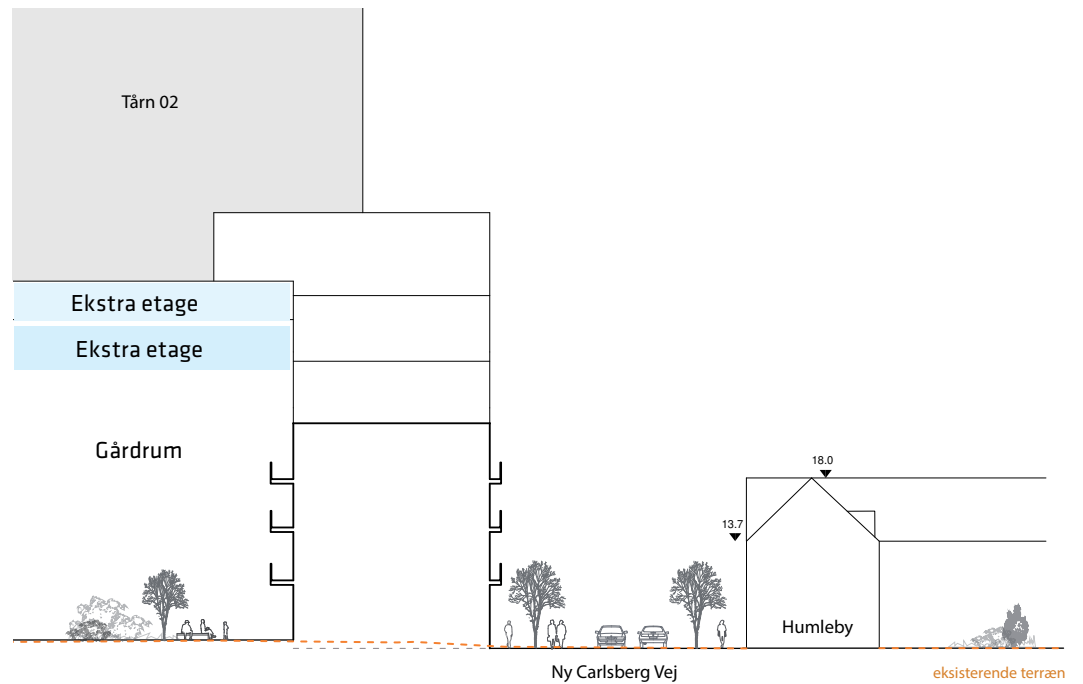 Tårn 02
Ekstra etage
Ekstra etage
Gårdrum
18.0
13.7
Humleby
Ny Carlsberg Vej
eksisterende terræn